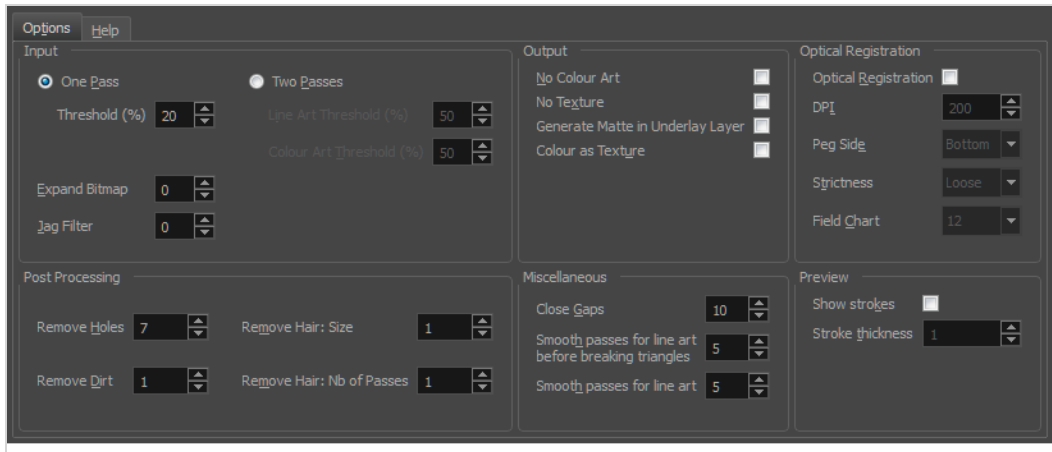 Options Help
Input
One Pass
Two Passes
Threshold (%) 20
Line Art Threshold (%) 50
Colour Art Threshold (%) 50
Expand Bitmap 0
Jag Filter 0
Output
No Colour Art
No Texture
Generate Matte in Underlay Layer
Colour as Texture
Optical Registration
Optical Registration
DPI 200
Peg Side Bottom
Strictness Loose
Field Chart 12
Post Processing
Remove Holes 7
Remove Hair: Size 1
Remove Dirt 1
Remove Hair: Nb of Passes 1
Miscellaneous
Close Gaps 10
Smooth passes for line art
before breaking triangles 5
Smooth passes for line art 5
Preview
Show strokes
Stroke thickness 1